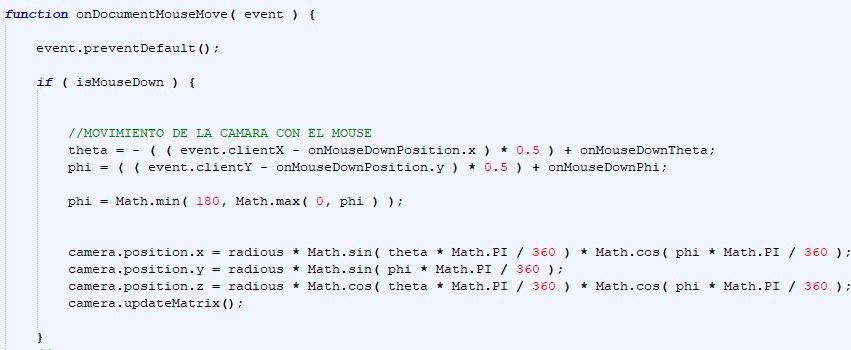 function onDocumentMouseMove( event ) {
event.preventDefault();
if ( isMouseDown ) {
//MOVIMIENTO DE LA CAMARA CON EL MOUSE
theta = - ( ( event.clientX - onMouseDownPosition.x ) * 0.5 ) + onMouseDownTheta;
phi = ( ( event.clientY - onMouseDownPosition.y ) * 0.5 ) + onMouseDownPhi;
phi = Math.min( 180, Math.max( 0, phi ) );
camera.position.x = radious * Math.sin( theta * Math.PI / 360 ) * Math.cos( phi * Math.PI / 360 );
camera.position.y = radious * Math.sin( phi * Math.PI / 360 );
camera.position.z = radious * Math.cos( theta * Math.PI / 360 ) * Math.cos( phi * Math.PI / 360 );
camera.updateMatrix();
}